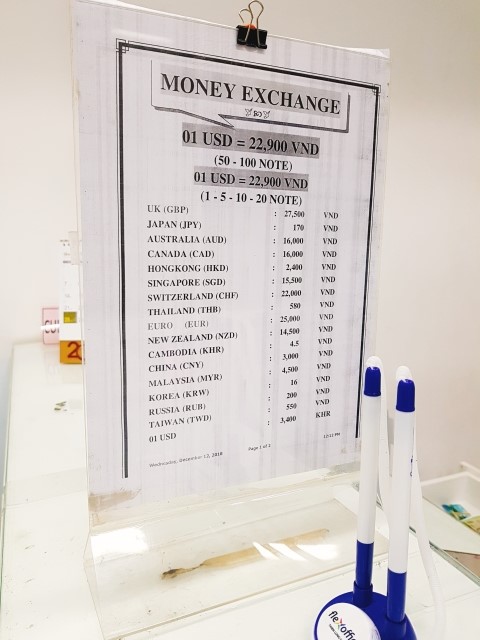 MONEY EXCHANGE
01 USD = 22,900 VND
(50 - 100 NOTE)
01 USD = 22,900 VND
(1 - 5 - 10 - 20 NOTE)
UK (GBP) : 27,500 VND
JAPAN (JPY) : 170 VND
AUSTRALIA (AUD) : 16,000 VND
CANADA (CAD) : 16,000 VND
HONGKONG (HKD) : 2,400 VND
SINGAPORE (SGD) : 15,500 VND
SWITZERLAND (CHF) : 22,000 VND
THAILAND (THB) : 580 VND
EURO (EUR) : 25,000 VND
NEW ZEALAND (NZD) : 14,500 VND
CAMBODIA (KHR) : 4.5 VND
CHINA (CNY) : 3,000 VND
MALAYSIA (MYR) : 4,500 VND
KOREA (KRW) : 16 VND
RUSSIA (RUB) : 200 VND
TAIWAN (TWD) : 550 VND
01 USD : 3,400 KHR
Wednesday, December 12, 2018 Page 1 of 1 12:12 PM
flexoffice